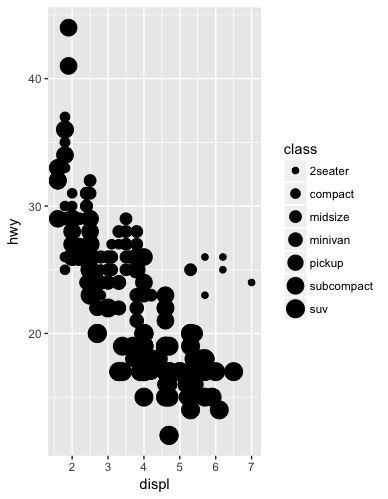 40
30
20
hwy
2 3 4 5 6 7
displ
class
2seater
compact
midsize
minivan
pickup
subcompact
suv